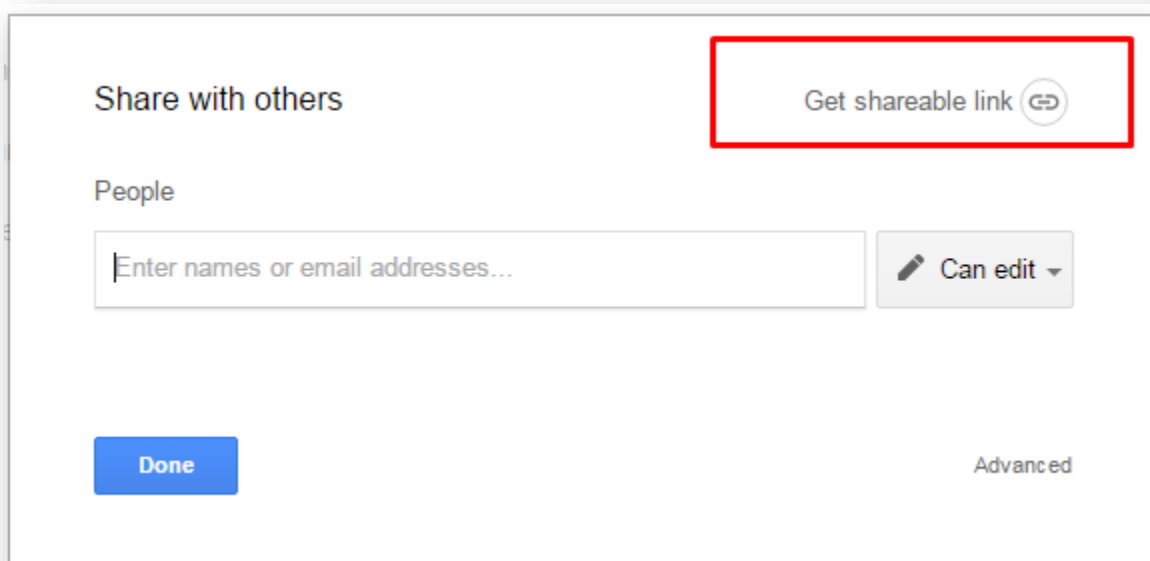 Share with others
Get shareable link
People
Enter names or email addresses...
Can edit
Done
Advanced